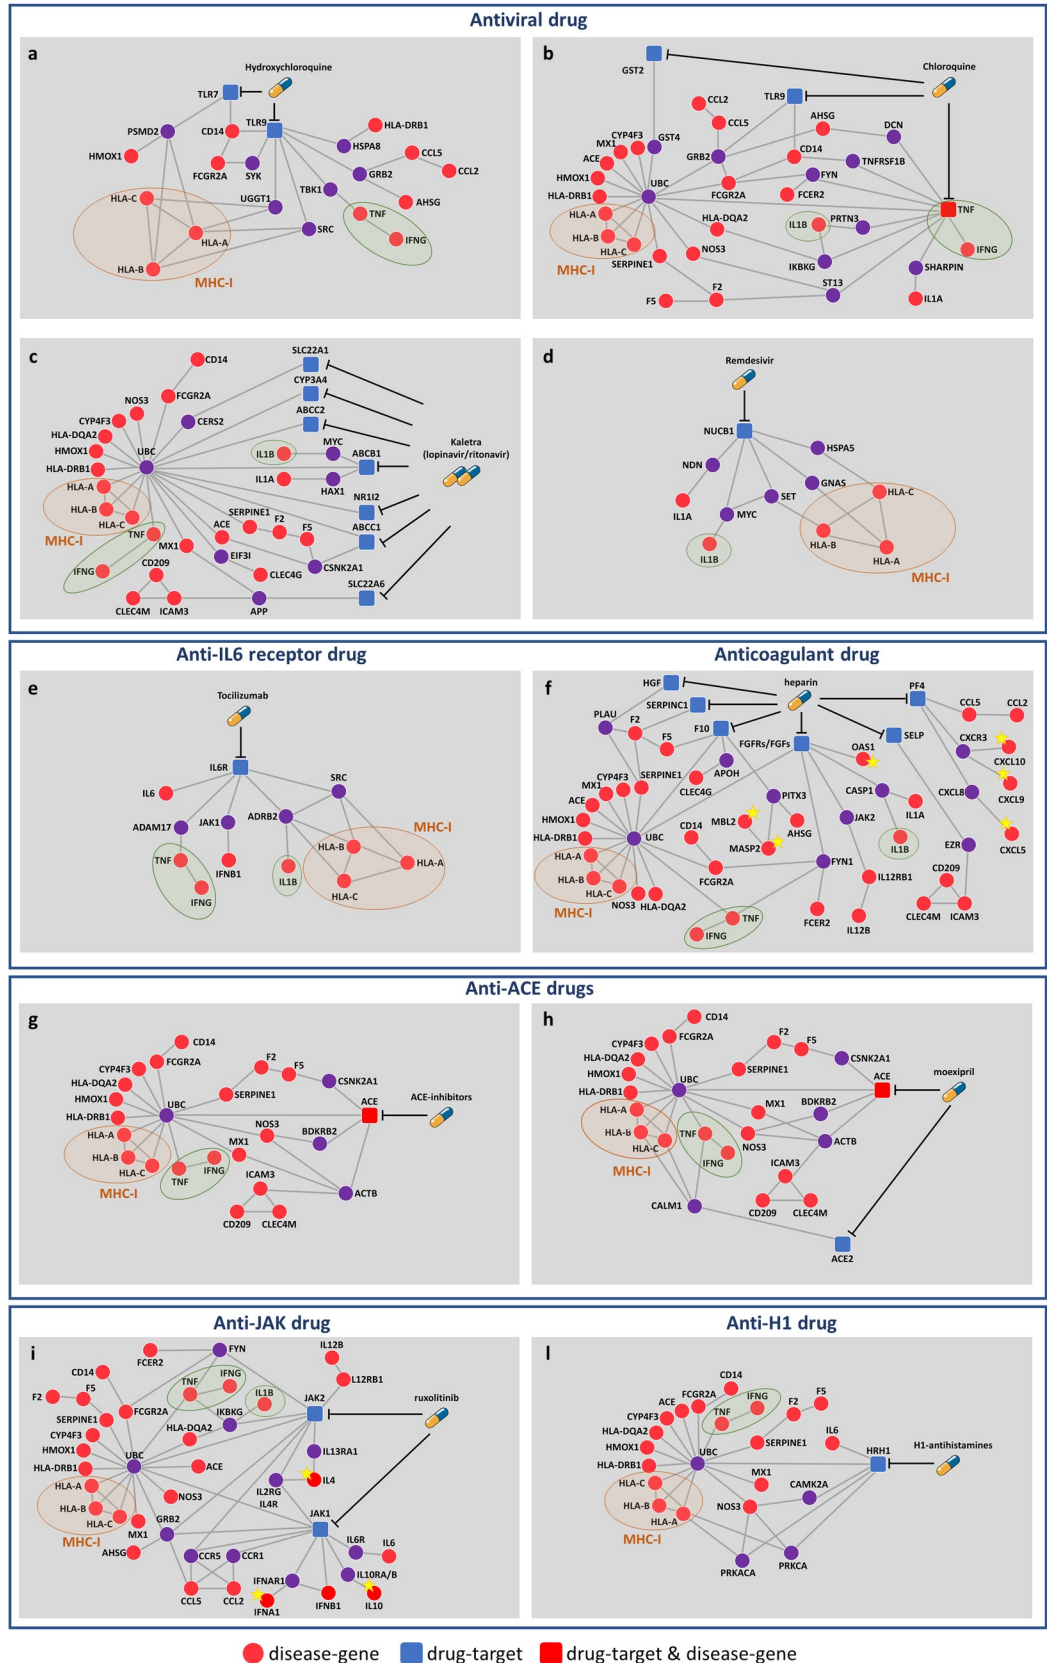 Antiviral drug
a
Hydroxychloroquine
TLR7
PSMD2
CD14
TLR9
HLA-DRB1
HMOX1
HSPA8
CCL5
FCGR2A
SYK
GRB2
CCL2
TBK1
HLA-C
UGGT1
AHSG
TNF
HLA-A
SRC
IFNG
HLA-B
MHC-I
b
GST2
Chloroquine
CCL2
TLR9
CCL5
AHSG
DCN
CYP4F3
MX1
GST4
ACE
GRB2
CD14
TNFRSF1B
HMOX1
UBC
FYN
HLA-DRB1
FCGR2A
FCER2
HLA-A
HLA-DQA2
IL1B
PRTN3
TNF
HLA-B
HLA-C
NOS3
IFNG
SERPINE1
IKBKG
SHARPIN
MHC-I
ST13
F5
F2
IL1A
c
SLC22A1
CD14
CYP3A4
NOS3
FCGR2A
ABCC2
CYP4F3
CERS2
HLA-DQA2
MYC
Kaletra
(lopinavir/ritonavir)
HMOX1
UBC
IL1B
ABCB1
HLA-DRB1
IL1A
HAX1
HLA-A
NR1I2
HLA-B
SERPINE1
ABCC1
HLA-C
ACE
F2
F5
MHC-I
TNF
MX1
EIF3I
CSNK2A1
IFNG
CD209
CLEC4G
SLC22A6
CLEC4M
ICAM3
APP
d
Remdesivir
NUCB1
HSPA5
NDN
GNAS
SET
HLA-C
IL1A
MYC
HLA-B
IL1B
HLA-A
MHC-I
Anti-IL6 receptor drug
e
Tocilizumab
IL6R
SRC
IL6
ADAM17
JAK1
ADRB2
MHC-I
HLA-B
TNF
IFNB1
HLA-A
IL1B
IFNG
HLA-C
Anticoagulant drug
f
HGF
heparin
PF4
SERPINC1
CCL5
CCL2
PLAU
F2
F10
FGFRs/FGFs
SELP
F5
OAS1
CXCR3
CXCL10
CYP4F3
SERPINE1
APOH
MX1
CLEC4G
CASP1
CXCL8
CXCL9
ACE
PITX3
IL1A
HMOX1
MBL2
JAK2
CXCL5
HLA-DRB1
UBC
CD14
AHSG
IL1B
EZR
HLA-A
MASP2
FYN1
CD209
HLA-B
FCGR2A
IL12RB1
HLA-C
NOS3
HLA-DQA2
CLEC4M
ICAM3
MHC-I
TNF
FCER2
IL12B
IFNG
Anti-ACE drugs
g
CD14
FCGR2A
CYP4F3
F2
HLA-DQA2
F5
CSNK2A1
HMOX1
SERPINE1
UBC
ACE
ACE-inhibitors
HLA-DRB1
NOS3
HLA-A
BDKRB2
MX1
HLA-B
IFNG
HLA-C
TNF
ICAM3
MHC-I
ACTB
CD209
CLEC4M
h
CD14
FCGR2A
F2
CYP4F3
F5
HLA-DQA2
CSNK2A1
HMOX1
UBC
SERPINE1
ACE
moexipril
HLA-DRB1
HLA-A
MX1
BDKRB2
HLA-B
TNF
ACTB
HLA-C
NOS3
IFNG
ICAM3
MHC-I
CALM1
CD209
CLEC4M
ACE2
Anti-JAK drug
i
FYN
IL12B
FCER2
CD14
TNF
IFNG
L12RB1
F2
F5
IL1B
JAK2
ruxolitinib
FCGR2A
SERPINE1
IKBKG
CYP4F3
HLA-DQA2
HMOX1
UBC
IL13RA1
HLA-DRB1
ACE
HLA-A
IL4
IL2RG
IL4R
NOS3
HLA-B
HLA-C
GRB2
JAK1
MX1
MHC-I
IL6R
IL6
AHSG
CCR5
CCR1
IL10RA/B
IFNAR1
CCL5
CCL2
IFNA1
IFNB1
IL10
Anti-H1 drug
l
CD14
FCGR2A
IFNG
F5
ACE
TNF
F2
CYP4F3
HLA-DQA2
IL6
HMOX1
SERPINE1
HRH1
H1-antihistamines
UBC
HLA-DRB1
MX1
HLA-C
CAMK2A
HLA-B
NOS3
HLA-A
MHC-I
PRKACA
PRKCA
disease-gene
drug-target
drug-target & disease-gene